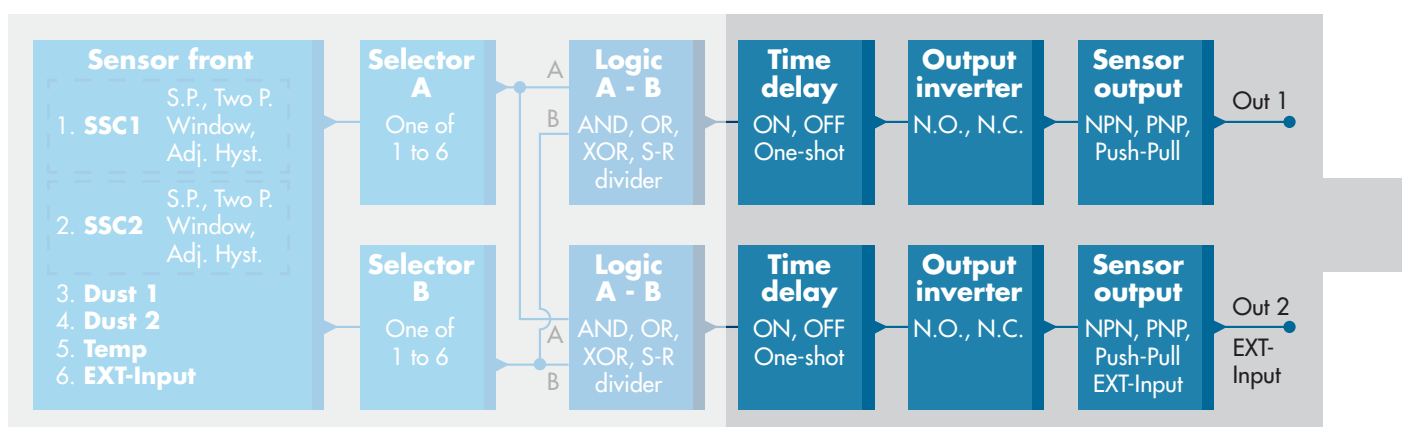 Sensor front
1. SSC1
S.P., Two P.
Window,
Adj. Hyst.
2. SSC2
S.P., Two P.
Window,
Adj. Hyst.
3. Dust 1
4. Dust 2
5. Temp
6. EXT-Input
Selector
A
One of
1 to 6
A
B
Logic
A - B
AND, OR,
XOR, S-R
divider
Time
delay
ON, OFF
One-shot
Output
inverter
N.O., N.C.
Sensor
output
NPN, PNP,
Push-Pull
Out 1
Selector
B
One of
1 to 6
A
B
Logic
A - B
AND, OR,
XOR, S-R
divider
Time
delay
ON, OFF
One-shot
Output
inverter
N.O., N.C.
Sensor
output
NPN, PNP,
Push-Pull
EXT-Input
Out 2
EXT-
Input